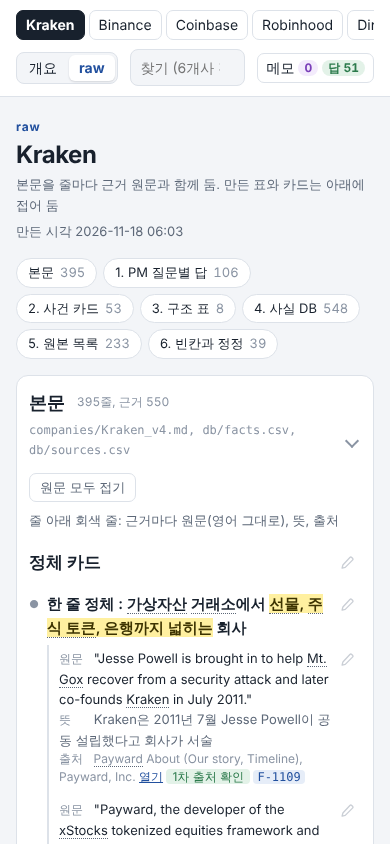 Kraken Binance Coinbase Robinhood
개요 raw 찾기 (6개사 메모 0 답 51
raw
Kraken
본문을 줄마다 근거 원문과 함께 둠. 만든 표와 카드는 아래에
접어 둠
만든 시각 2026-11-18 06:03
본문 395 1. PM 질문별 답 106
2. 사건 카드 53 3. 구조 표 8 4. 사실 DB 548
5. 원본 목록 233 6. 빈칸과 정정 39
본문 395줄, 근거 550
companies/Kraken_v4.md, db/facts.csv,
db/sources.csv
원문 모두 접기
줄 아래 회색 줄: 근거마다 원문(영어 그대로), 뜻, 출처
정체 카드
한 줄 정체 : 가상자산 거래소에서 선물, 주
식 토큰, 은행까지 넓히는 회사
원문 "Jesse Powell is brought in to help Mt.
Gox recover from a security attack and later
co-founds Kraken in July 2011."
뜻 Kraken은 2011년 7월 Jesse Powell이 공
동 설립했다고 회사가 서술
출처 Payward About (Our story, Timeline),
Payward, Inc. 열기 1차 출처 확인 F-1109
원문 "Payward, the developer of the
xStocks tokenized equities framework and